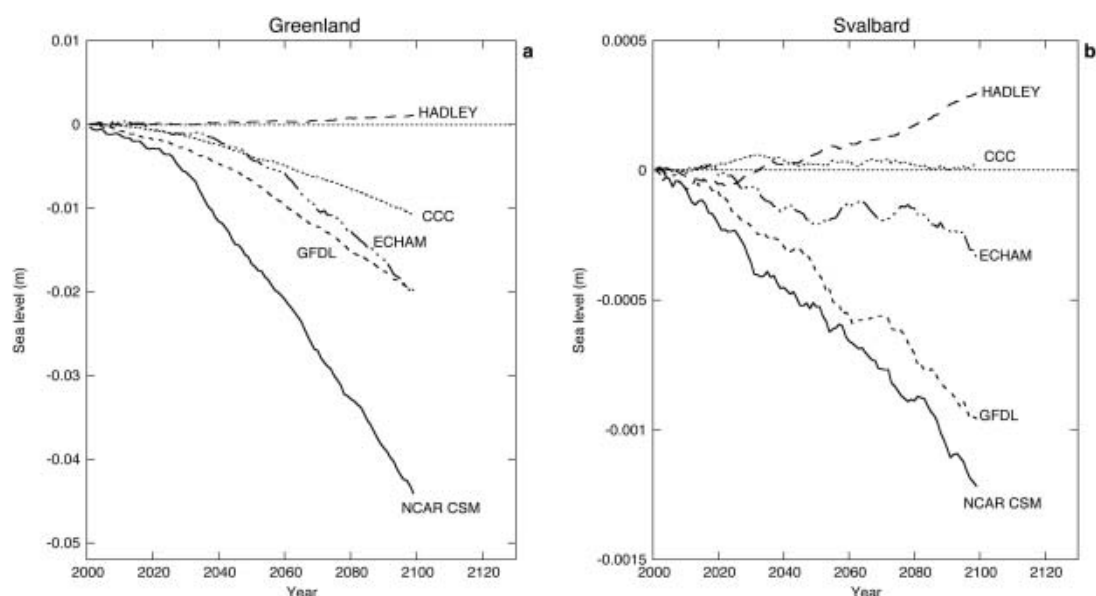 Greenland
a
0.01
0
-0.01
-0.02
-0.03
-0.04
-0.05
Sea level (m)
HADLEY
CCC
ECHAM
GFDL
NCAR CSM
2000 2020 2040 2060 2080 2100 2120
Year
Svalbard
b
0.0005
0
-0.0005
-0.001
-0.0015
Sea level (m)
HADLEY
CCC
ECHAM
GFDL
NCAR CSM
2000 2020 2040 2060 2080 2100 2120
Year